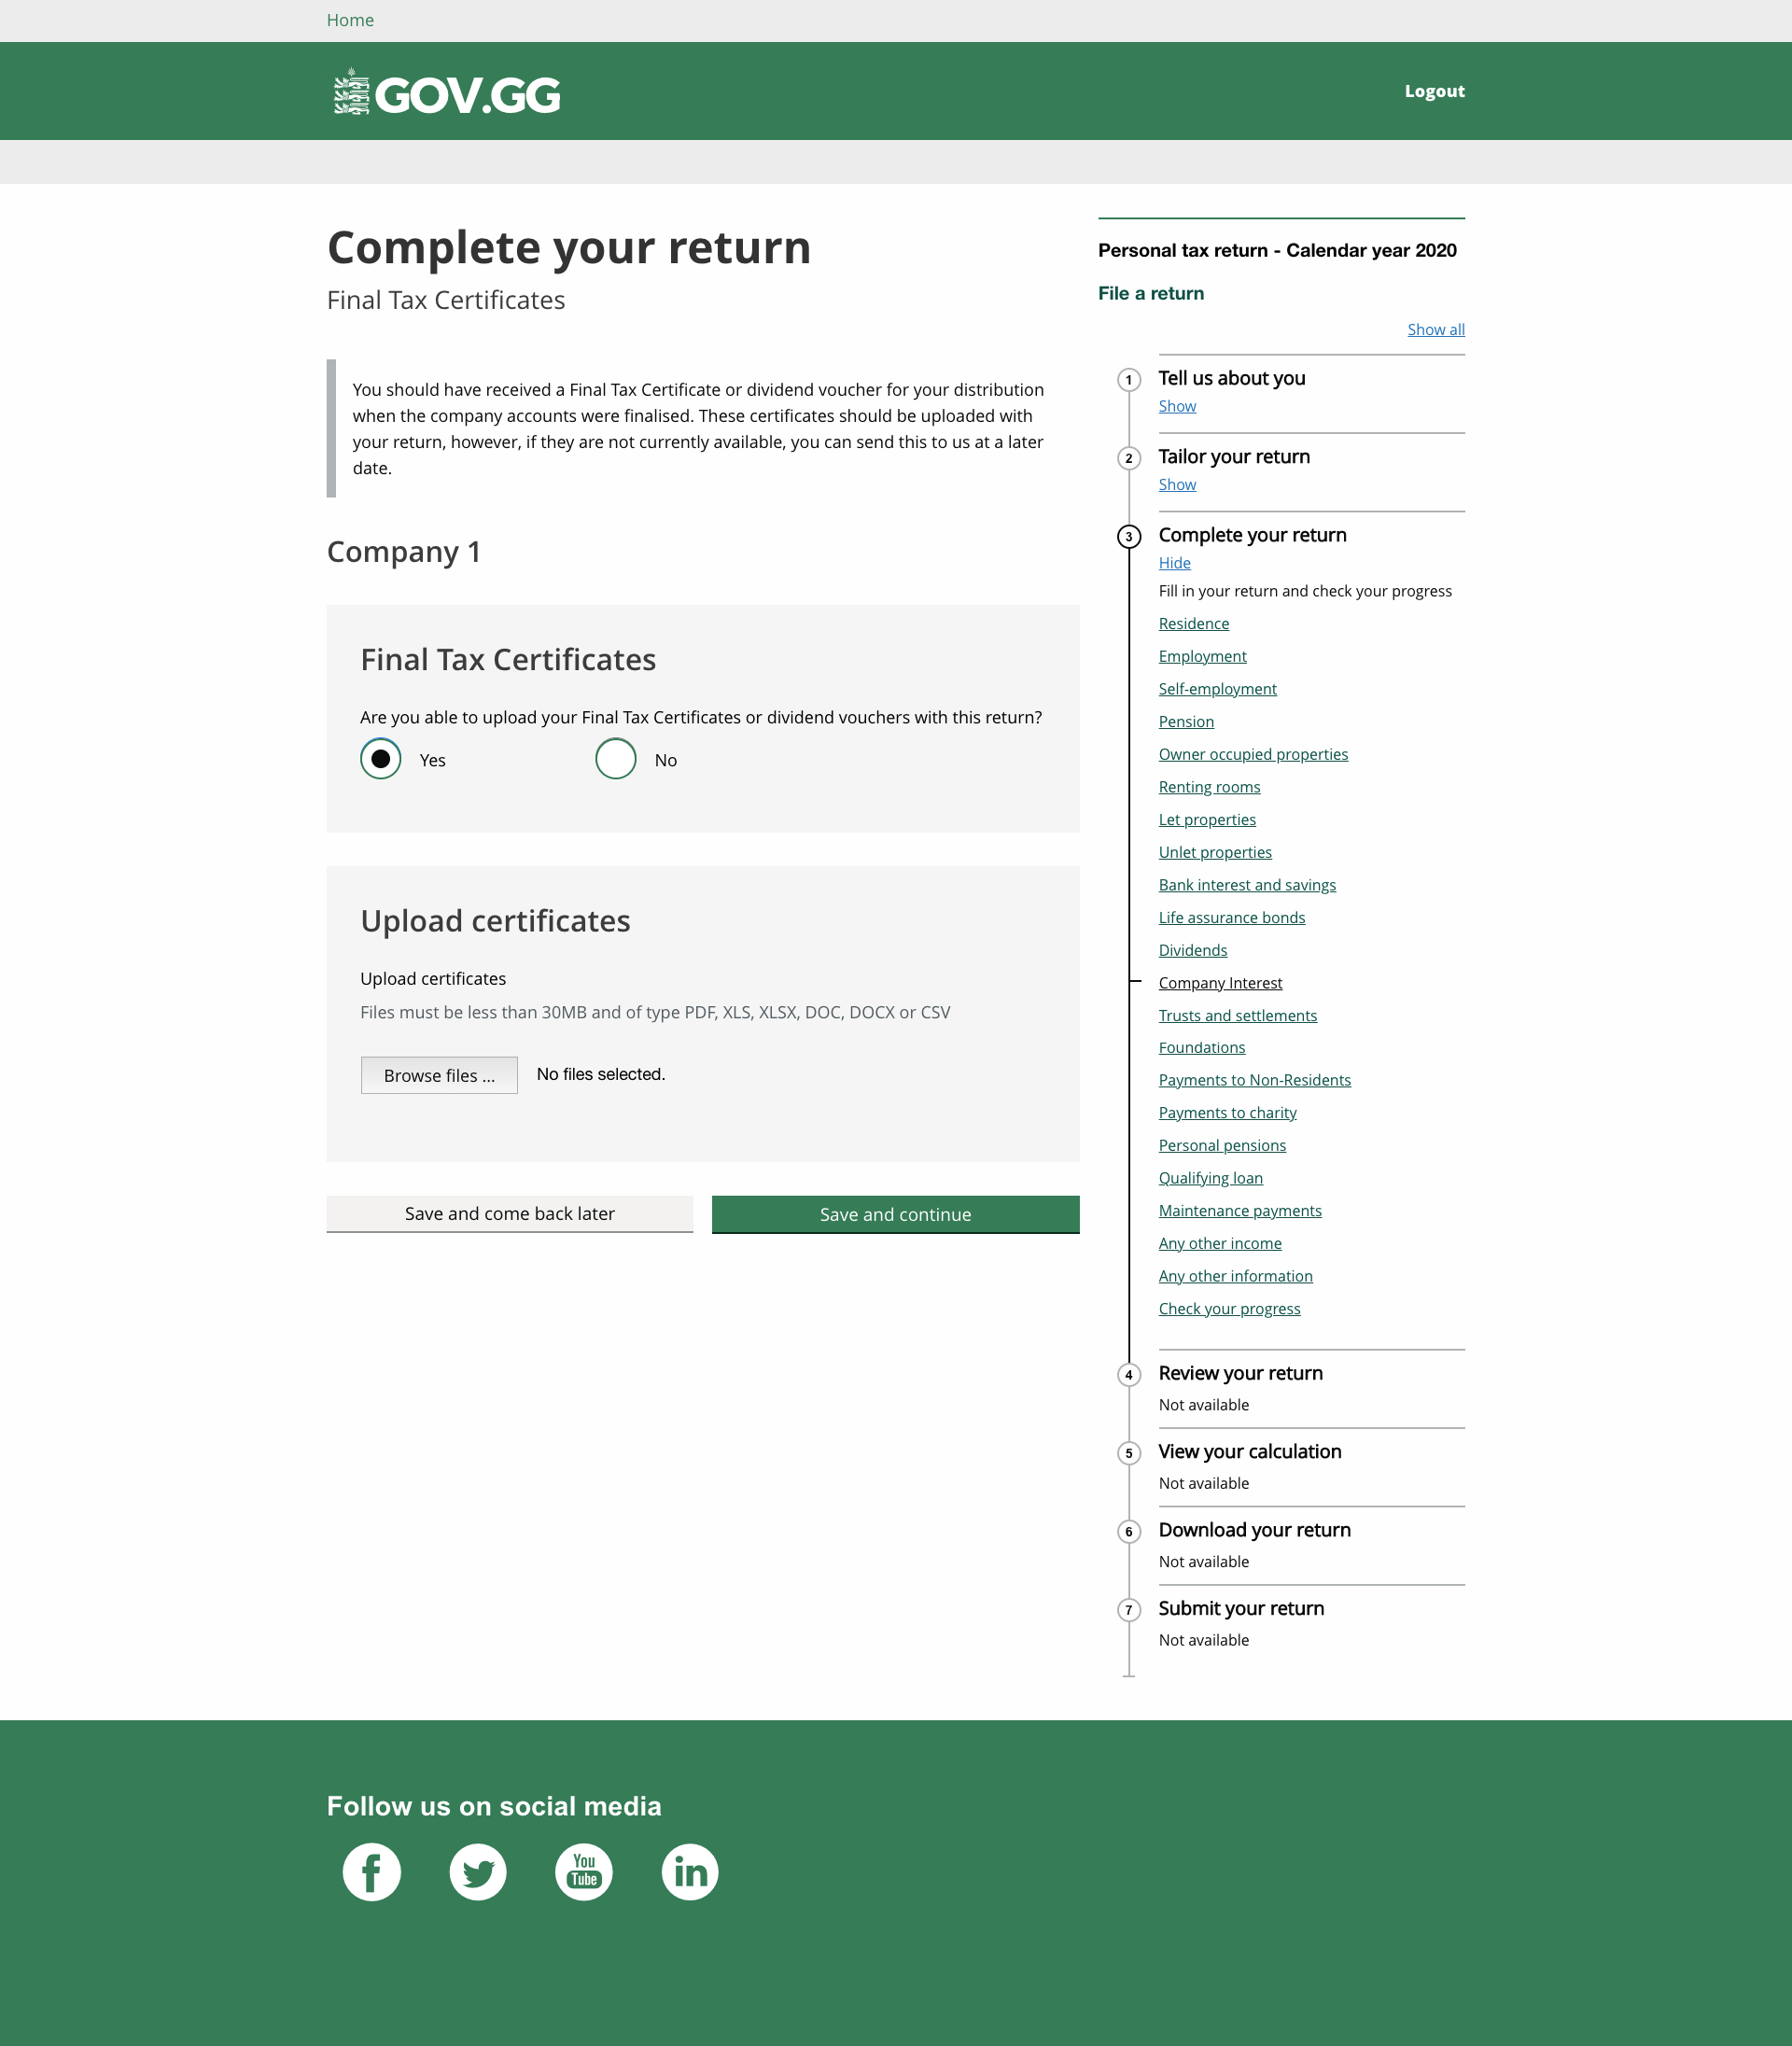 Home
GOV.GG
Logout
Complete your return
Final Tax Certificates
You should have received a Final Tax Certificate or dividend voucher for your distribution
when the company accounts were finalised. These certificates should be uploaded with
your return, however, if they are not currently available, you can send this to us at a later
date.
Company 1
Final Tax Certificates
Are you able to upload your Final Tax Certificates or dividend vouchers with this return?
Yes
No
Upload certificates
Upload certificates
Files must be less than 30MB and of type PDF, XLS, XLSX, DOC, DOCX or CSV
Browse files ...
No files selected.
Save and come back later
Save and continue
Personal tax return - Calendar year 2020
File a return
Show all
1
Tell us about you
Show
2
Tailor your return
Show
3
Complete your return
Hide
Fill in your return and check your progress
Residence
Employment
Self-employment
Pension
Owner occupied properties
Renting rooms
Let properties
Unlet properties
Bank interest and savings
Life assurance bonds
Dividends
Company Interest
Trusts and settlements
Foundations
Payments to Non-Residents
Payments to charity
Personal pensions
Qualifying loan
Maintenance payments
Any other income
Any other information
Check your progress
4
Review your return
Not available
5
View your calculation
Not available
6
Download your return
Not available
7
Submit your return
Not available
Follow us on social media
f
You
Tube
in